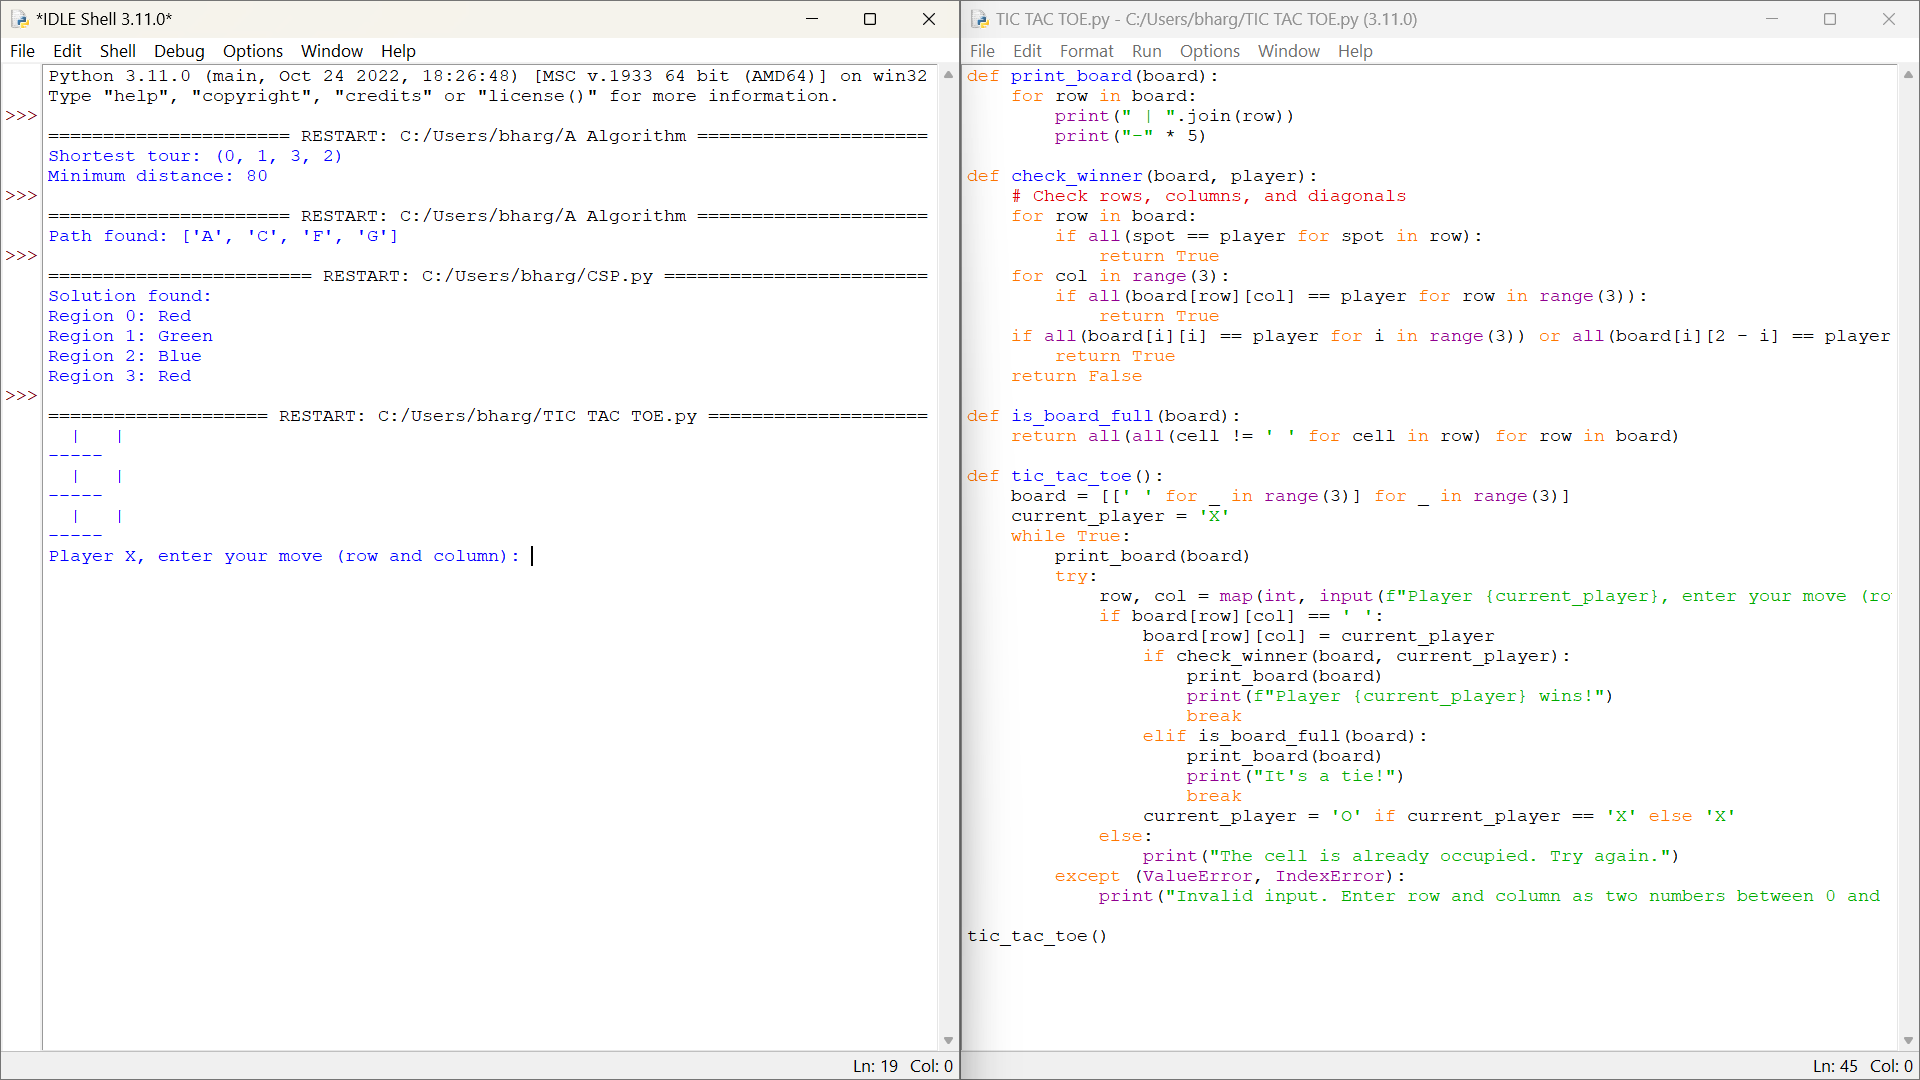 *IDLE Shell 3.11.0*
File Edit Shell Debug Options Window Help
Python 3.11.0 (main, Oct 24 2022, 18:26:48) [MSC v.1933 64 bit (AMD64)] on win32
Type "help", "copyright", "credits" or "license()" for more information.
>>>
====================== RESTART: C:/Users/bharg/A Algorithm =====================
Shortest tour: (0, 1, 3, 2)
Minimum distance: 80
>>>
====================== RESTART: C:/Users/bharg/A Algorithm =====================
Path found: ['A', 'C', 'F', 'G']
>>>
======================== RESTART: C:/Users/bharg/CSP.py ========================
Solution found:
Region 0: Red
Region 1: Green
Region 2: Blue
Region 3: Red
>>>
==================== RESTART: C:/Users/bharg/TIC TAC TOE.py ====================
  |   |
-----
  |   |
-----
  |   |
-----
Player X, enter your move (row and column):
Ln: 19 Col: 0
TIC TAC TOE.py - C:/Users/bharg/TIC TAC TOE.py (3.11.0)
File Edit Format Run Options Window Help
def print_board(board):
    for row in board:
        print(" | ".join(row))
        print("-" * 5)
def check_winner(board, player):
    # Check rows, columns, and diagonals
    for row in board:
        if all(spot == player for spot in row):
            return True
    for col in range(3):
        if all(board[row][col] == player for row in range(3)):
            return True
    if all(board[i][i] == player for i in range(3)) or all(board[i][2 - i] == player
        return True
    return False
def is_board_full(board):
    return all(all(cell != ' ' for cell in row) for row in board)
def tic_tac_toe():
    board = [[' ' for _ in range(3)] for _ in range(3)]
    current_player = 'X'
    while True:
        print_board(board)
        try:
            row, col = map(int, input(f"Player {current_player}, enter your move (ro
            if board[row][col] == ' ':
                board[row][col] = current_player
                if check_winner(board, current_player):
                    print_board(board)
                    print(f"Player {current_player} wins!")
                    break
                elif is_board_full(board):
                    print_board(board)
                    print("It's a tie!")
                    break
                current_player = 'O' if current_player == 'X' else 'X'
            else:
                print("The cell is already occupied. Try again.")
        except (ValueError, IndexError):
            print("Invalid input. Enter row and column as two numbers between 0 and
tic_tac_toe()
Ln: 45 Col: 0